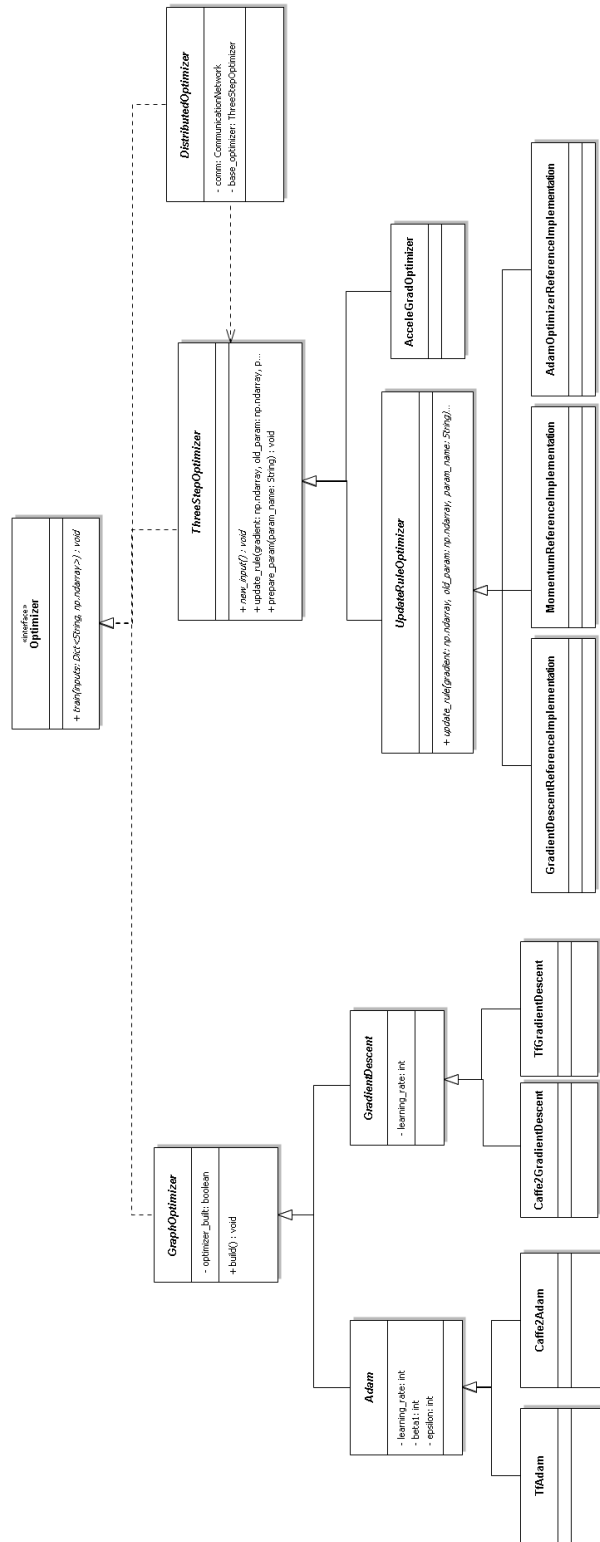 «interface»
Optimizer
+ train(inputs: Dict<String, np.ndarray>) : void
GraphOptimizer
- optimizer_built: boolean
+ build() : void
ThreeStepOptimizer
+ new_input() : void
+ update_rule(gradient: np.ndarray, old_param: np.ndarray, p...
+ prepare_param(param_name: String) : void
DistributedOptimizer
- comm: CommunicationNetwork
- base_optimizer: ThreeStepOptimizer
Adam
- learning_rate: int
- beta1: int
- epsilon: int
GradientDescent
- learning_rate: int
UpdateRuleOptimizer
+ update_rule(gradient: np.ndarray, old_param: np.ndarray, param_name: String)...
AcceleGradOptimizer
TfAdam
Caffe2Adam
Caffe2GradientDescent
TfGradientDescent
GradientDescentReferenceImplementation
MomentumReferenceImplementation
AdamOptimizerReferenceImplementation